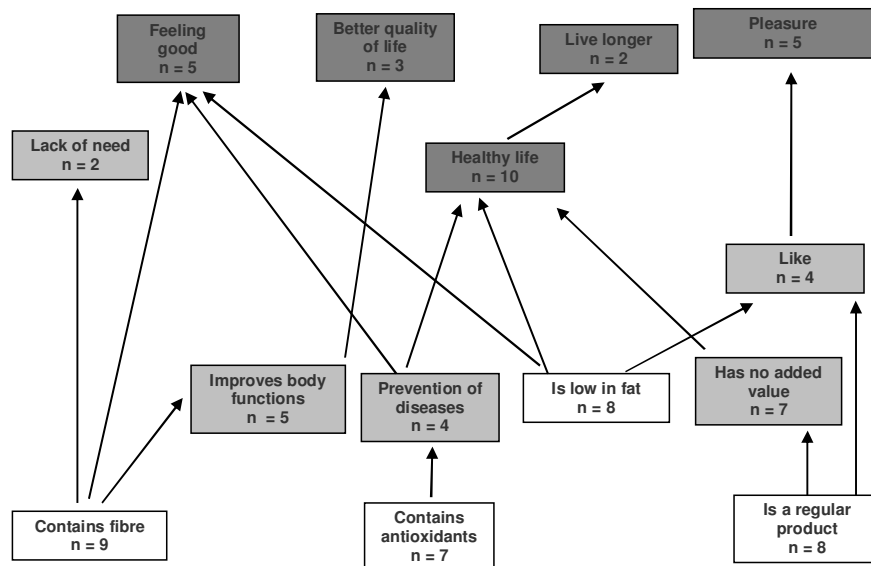 Feeling
good
n = 5
Better quality
of life
n = 3
Live longer
n = 2
Pleasure
n = 5
Lack of need
n = 2
Healthy life
n = 10
Like
n = 4
Improves body
functions
n = 5
Prevention of
diseases
n = 4
Is low in fat
n = 8
Has no added
value
n = 7
Contains fibre
n = 9
Contains
antioxidants
n = 7
Is a regular
product
n = 8